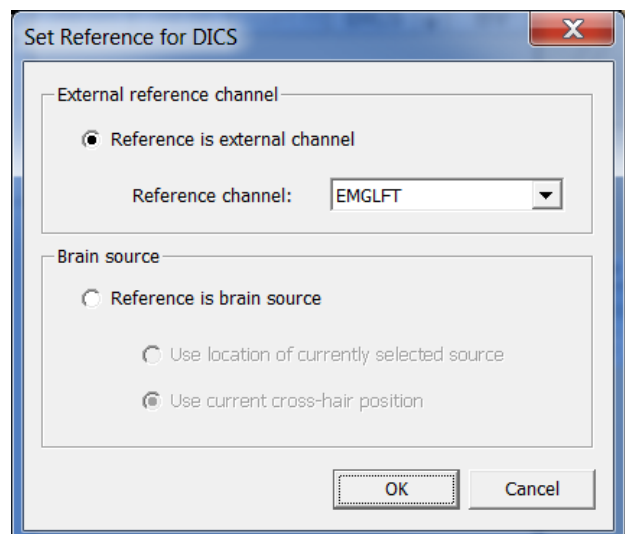 Set Reference for DICS
External reference channel
Reference is external channel
Reference channel: EMGLFT
Brain source
Reference is brain source
Use location of currently selected source
Use current cross-hair position
OK Cancel